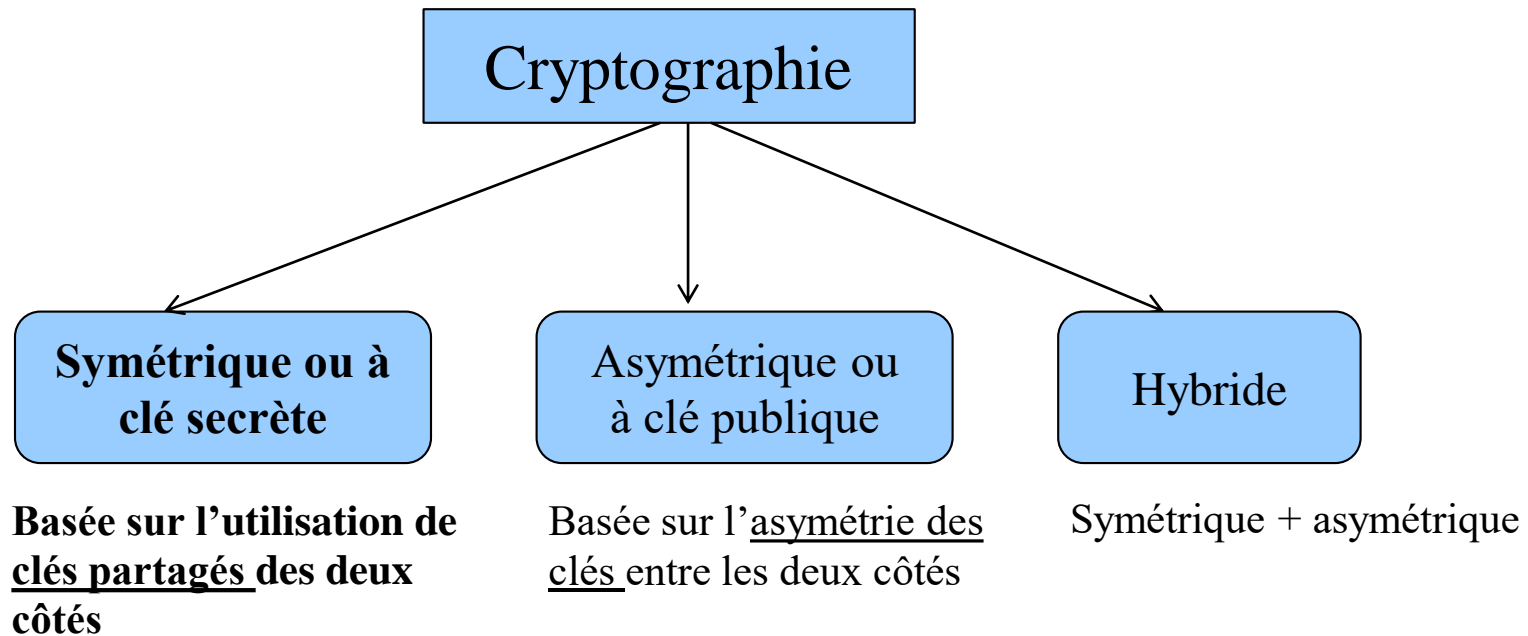 Cryptographie
Symétrique ou à
clé secrète
Basée sur l’utilisation de
clés partagés des deux
côtés
Asymétrique ou
à clé publique
Basée sur l’asymétrie des
clés entre les deux côtés
Hybride
Symétrique + asymétrique